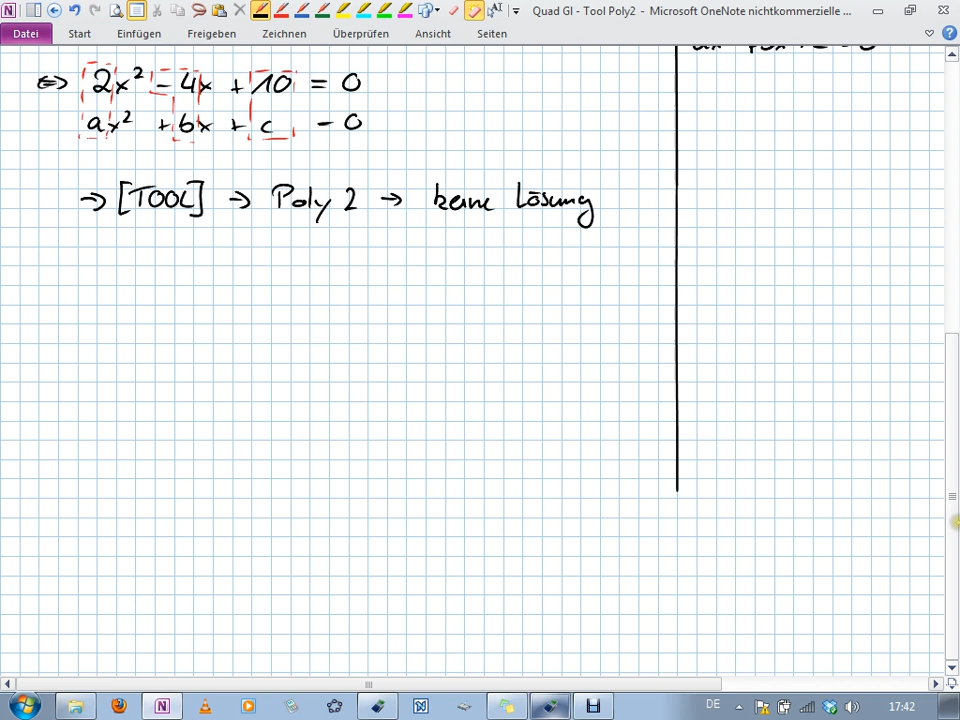 Quad Gl - Tool Poly2 - Microsoft OneNote nichtkommerzielle ...
Datei Start Einfügen Freigeben Zeichnen Überprüfen Ansicht Seiten
⇔ 2x² - 4x + 10 = 0
ax² + bx + c = 0
⇒ [TOOL] ⇒ Poly 2 → keine Lösung
DE 17:42